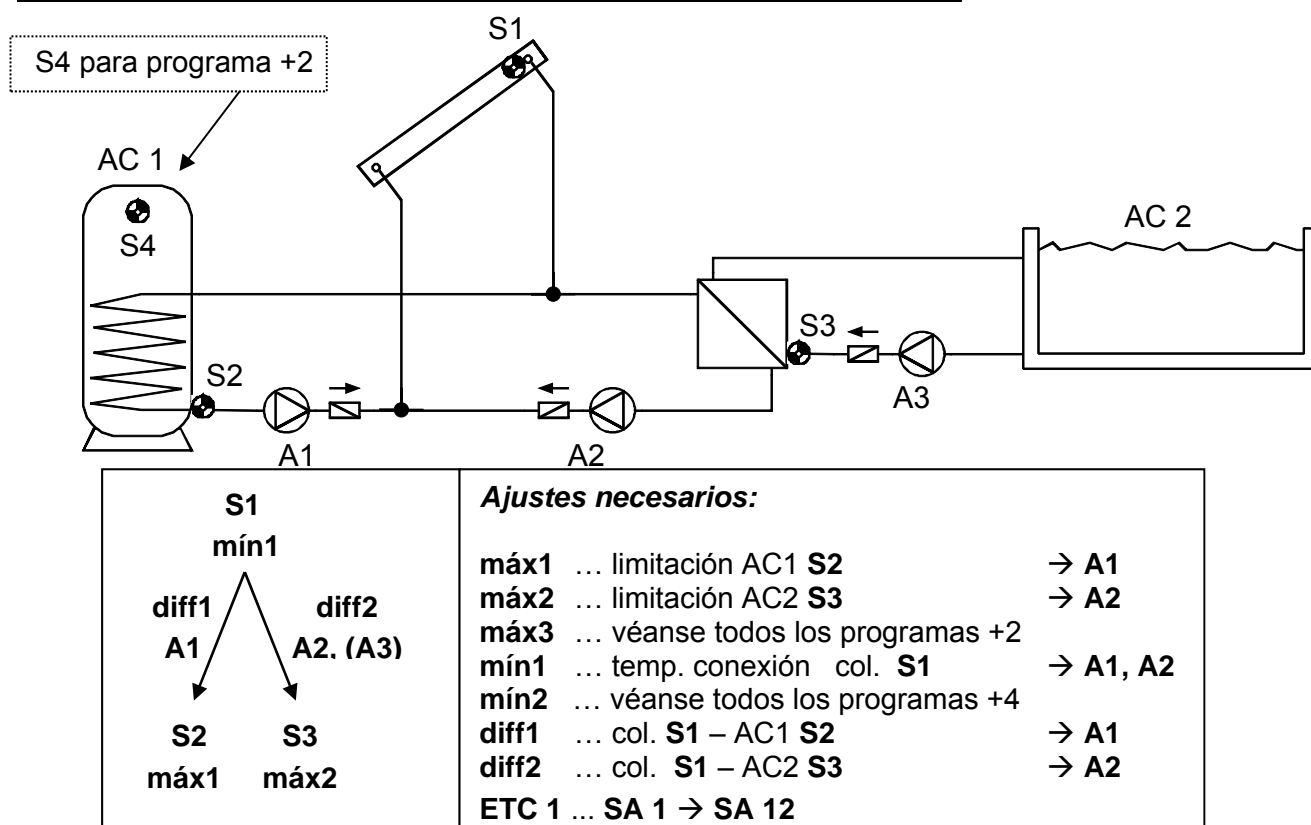 S1
S4 para programa +2
AC 1
S4
AC 2
S3
S2
A3
A1
A2
S1
mín1
diff1 diff2
A1 A2, (A3)
S2 S3
máx1 máx2
Ajustes necesarios:
máx1 … limitación AC1 S2 → A1
máx2 … limitación AC2 S3 → A2
máx3 … véanse todos los programas +2
mín1 … temp. conexión col. S1 → A1, A2
mín2 … véanse todos los programas +4
diff1 … col. S1 – AC1 S2 → A1
diff2 … col. S1 – AC2 S3 → A2
ETC 1 ... SA 1 → SA 12